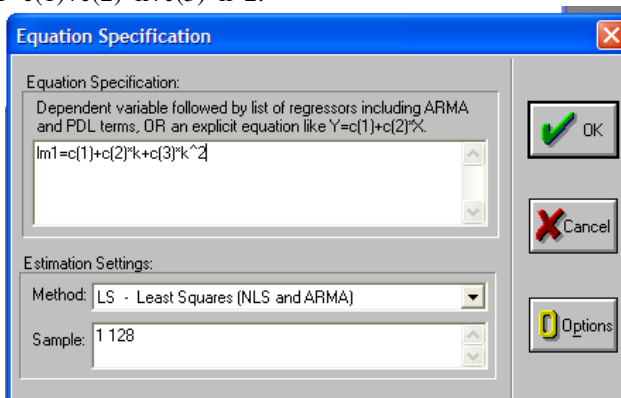 Equation Specification
Equation Specification:
Dependent variable followed by list of regressors including ARMA
and PDL terms, OR an explicit equation like Y=c(1)+c(2)*X.
lm1=c(1)+c(2)*k+c(3)*k^2
OK
Cancel
Estimation Settings:
Method: LS - Least Squares (NLS and ARMA)
Sample: 1 128
Options